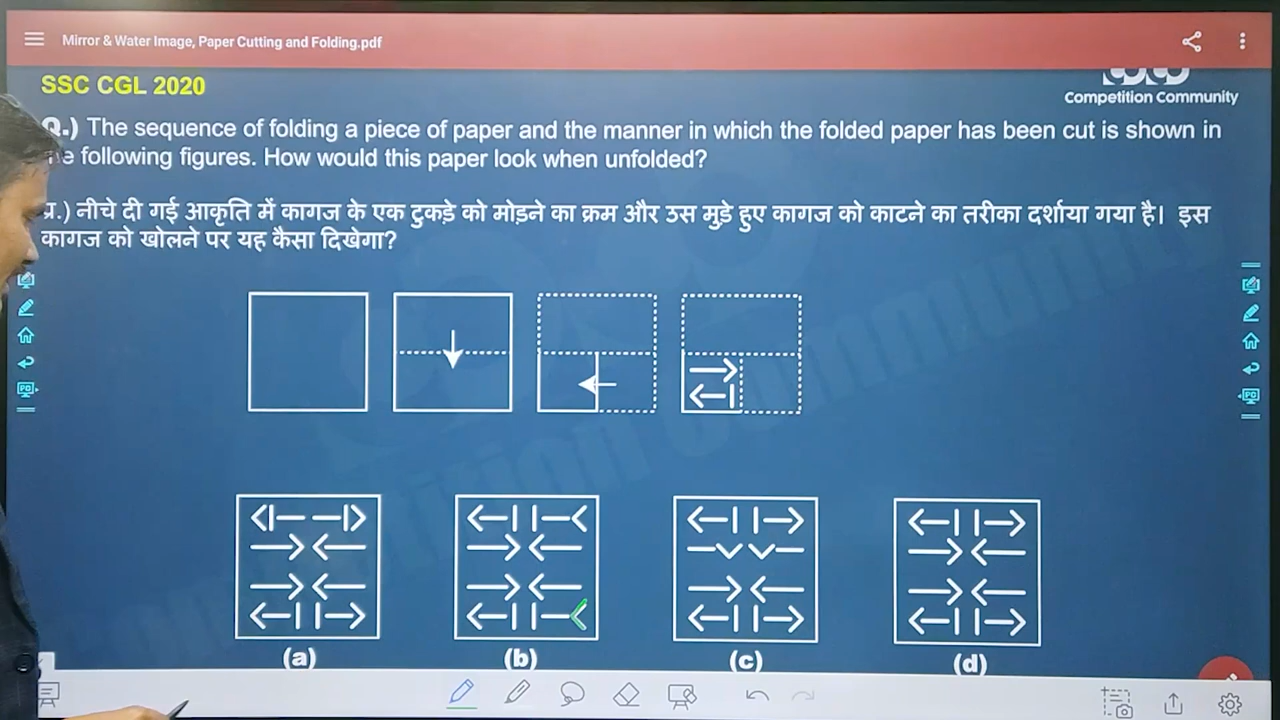 Mirror & Water Image, Paper Cutting and Folding.pdf
SSC CGL 2020
Competition Community
Q.) The sequence of folding a piece of paper and the manner in which the folded paper has been cut is shown in
following figures. How would this paper look when unfolded?
प्र.) नीचे दी गई आकृति में कागज के एक टुकड़े को मोड़ने का क्रम और उस मुड़े हुए कागज को काटने का तरीका दर्शाया गया है। इस
कागज को खोलने पर यह कैसा दिखेगा?
(a) (b) (c) (d)